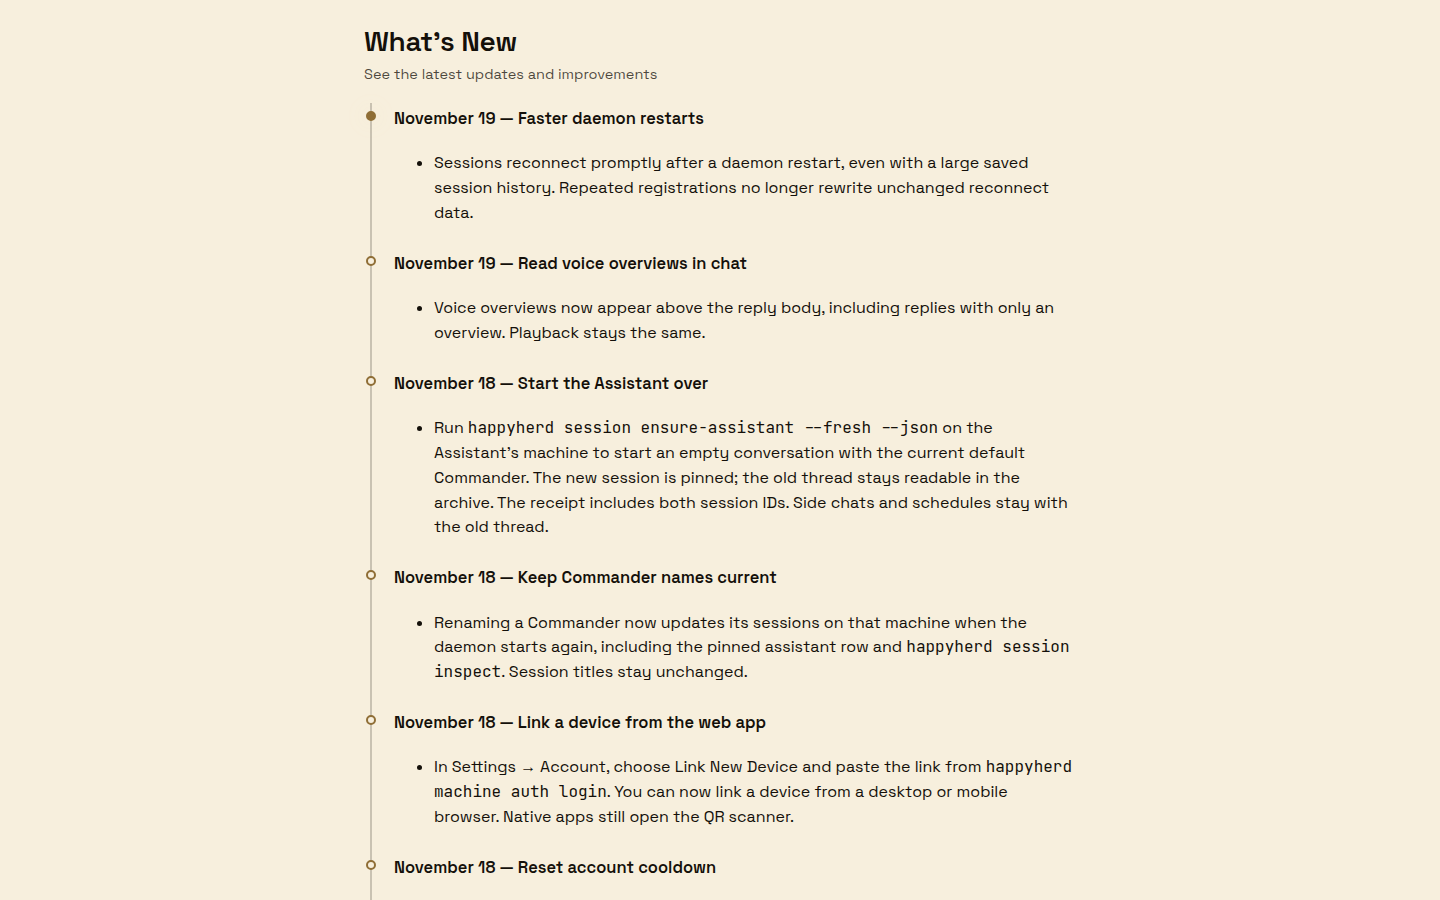 What's New
See the latest updates and improvements
November 19 — Faster daemon restarts
• Sessions reconnect promptly after a daemon restart, even with a large saved
session history. Repeated registrations no longer rewrite unchanged reconnect
data.
November 19 — Read voice overviews in chat
• Voice overviews now appear above the reply body, including replies with only an
overview. Playback stays the same.
November 18 — Start the Assistant over
• Run happyherd session ensure-assistant --fresh --json on the
Assistant's machine to start an empty conversation with the current default
Commander. The new session is pinned; the old thread stays readable in the
archive. The receipt includes both session IDs. Side chats and schedules stay with
the old thread.
November 18 — Keep Commander names current
• Renaming a Commander now updates its sessions on that machine when the
daemon starts again, including the pinned assistant row and happyherd session
inspect. Session titles stay unchanged.
November 18 — Link a device from the web app
• In Settings → Account, choose Link New Device and paste the link from happyherd
machine auth login. You can now link a device from a desktop or mobile
browser. Native apps still open the QR scanner.
November 18 — Reset account cooldown